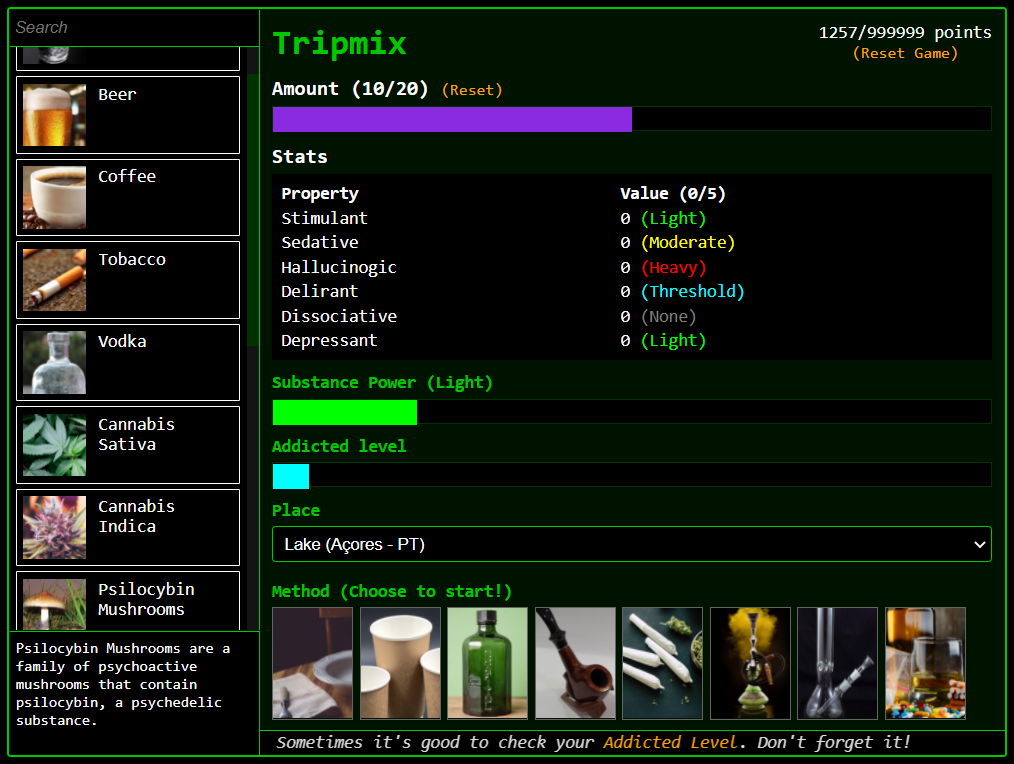 Search
Beer
Coffee
Tobacco
Vodka
Cannabis
Sativa
Cannabis
Indica
Psilocybin
Mushrooms
Psilocybin Mushrooms are a
family of psychoactive
mushrooms that contain
psilocybin, a psychedelic
substance.
Tripmix
1257/999999 points
(Reset Game)
Amount (10/20) (Reset)
Stats
Property Value (0/5)
Stimulant 0 (Light)
Sedative 0 (Moderate)
Hallucinogic 0 (Heavy)
Delirant 0 (Threshold)
Dissociative 0 (None)
Depressant 0 (Light)
Substance Power (Light)
Addicted level
Place
Lake (Açores - PT)
Method (Choose to start!)
Sometimes it's good to check your Addicted Level. Don't forget it!